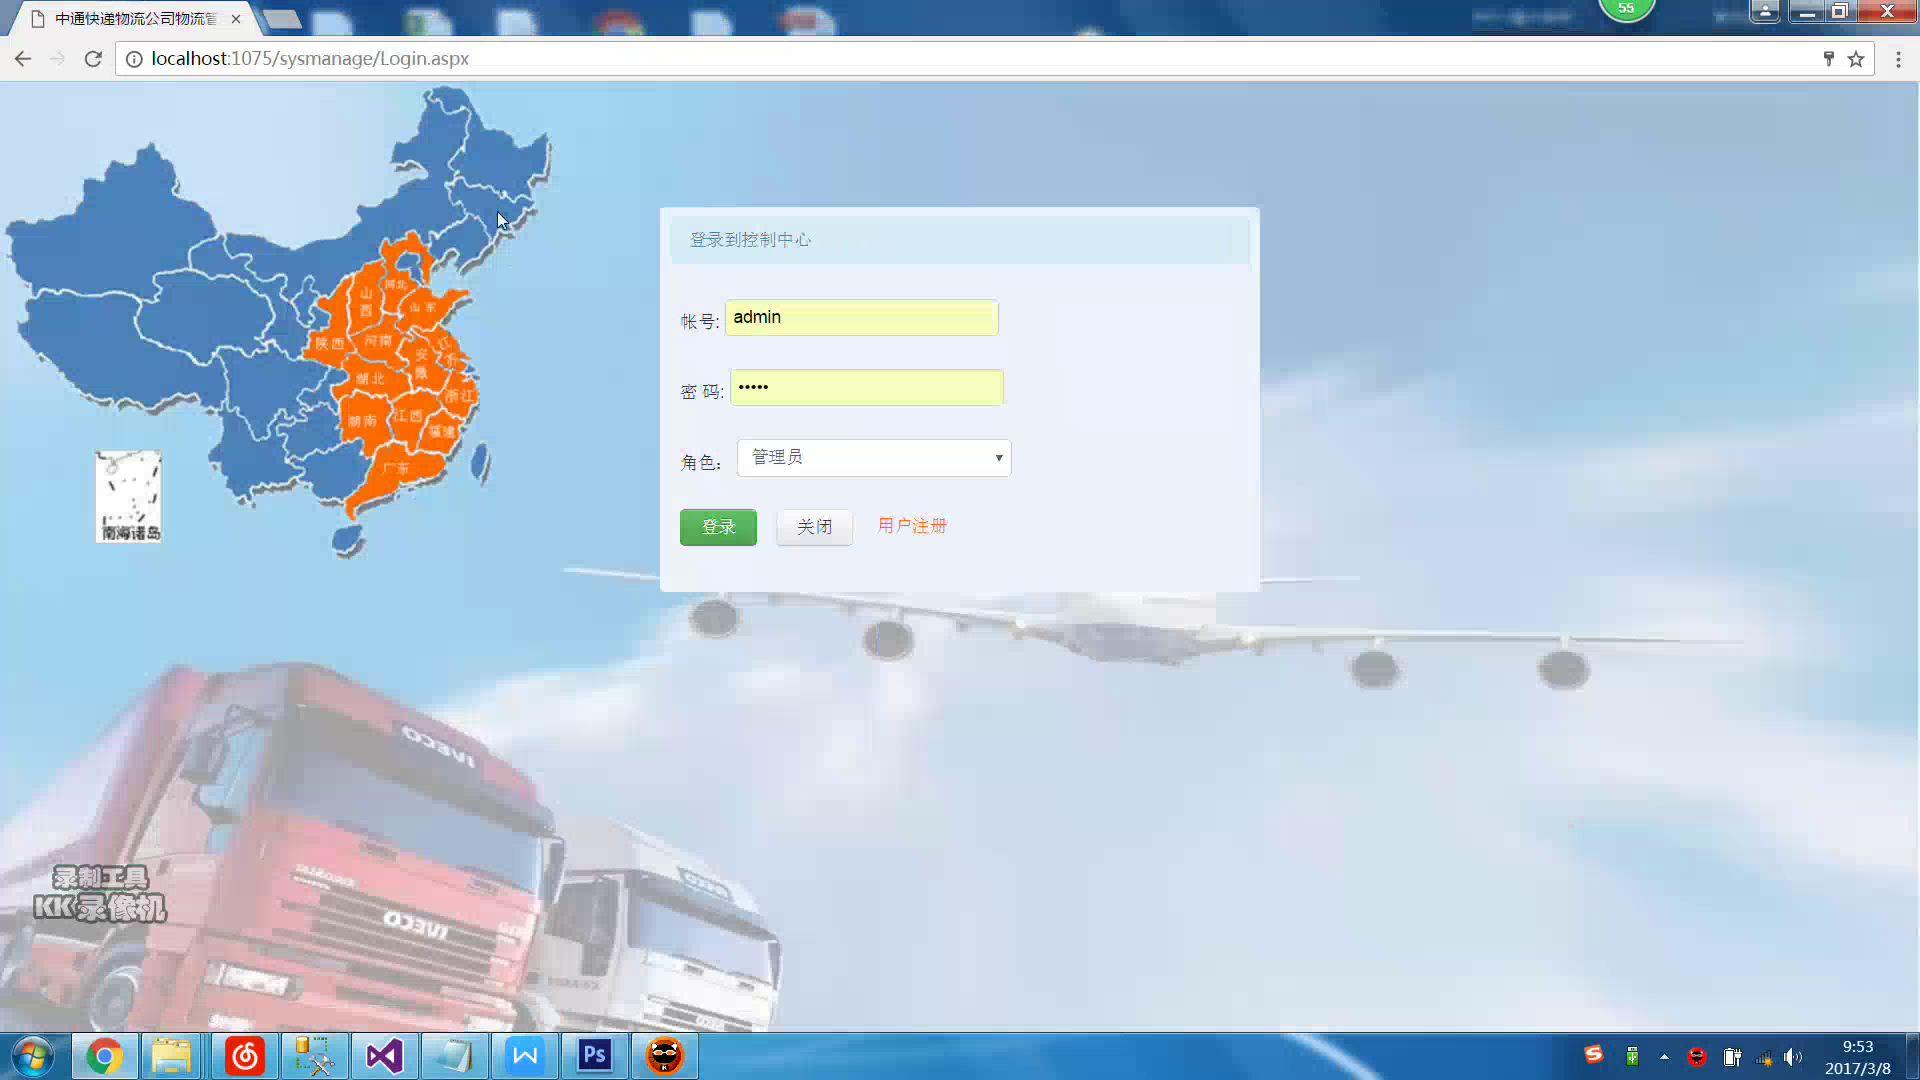 中通快递物流公司物流管
55
localhost:1075/sysmanage/Login.aspx
登录到控制中心
帐号: admin
密 码: •••••
角色: 管理员
登录 关闭 用户注册
山西
河北
山东
陕西
河南
江苏
安徽
湖北
浙江
湖南
江西
福建
广东
南海诸岛
IVECO
IVECO
IVECO
录制工具
KK录像机
Ps
9:53
2017/3/8